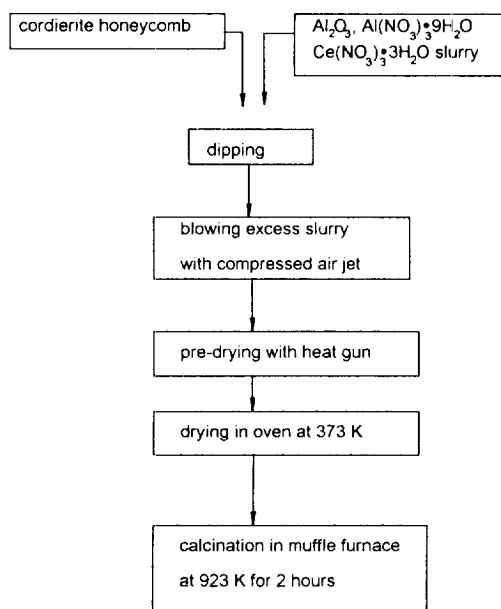 cordierite honeycomb
Al₂O₃, Al(NO₃)₃•9H₂O
Ce(NO₃)₃•3H₂O slurry
dipping
blowing excess slurry
with compressed air jet
pre-drying with heat gun
drying in oven at 373 K
calcination in muffle furnace
at 923 K for 2 hours